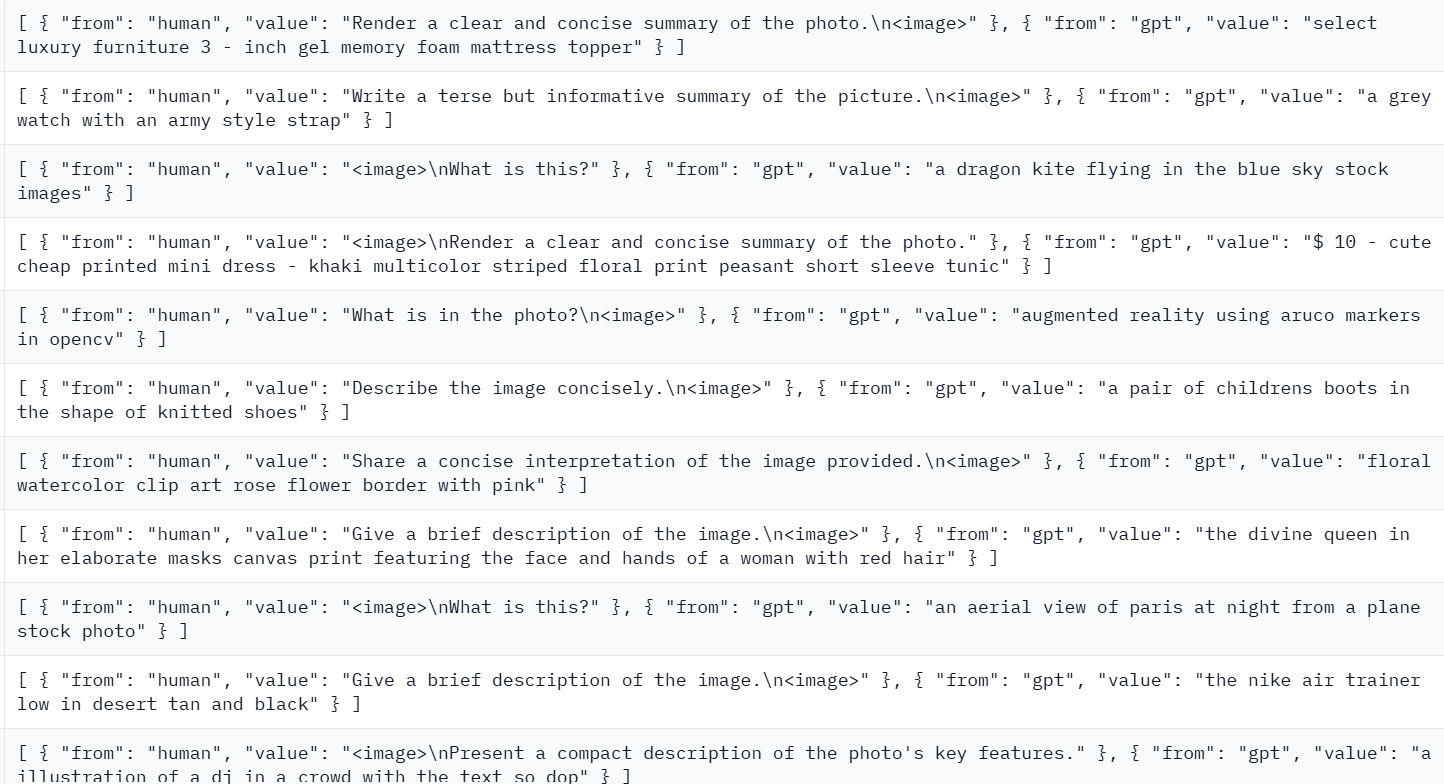 [ { "from": "human", "value": "Render a clear and concise summary of the photo.\n<image>" }, { "from": "gpt", "value": "select
luxury furniture 3 - inch gel memory foam mattress topper" } ]
[ { "from": "human", "value": "Write a terse but informative summary of the picture.\n<image>" }, { "from": "gpt", "value": "a grey
watch with an army style strap" } ]
[ { "from": "human", "value": "<image>\nWhat is this?" }, { "from": "gpt", "value": "a dragon kite flying in the blue sky stock
images" } ]
[ { "from": "human", "value": "<image>\nRender a clear and concise summary of the photo." }, { "from": "gpt", "value": "$ 10 - cute
cheap printed mini dress - khaki multicolor striped floral print peasant short sleeve tunic" } ]
[ { "from": "human", "value": "What is in the photo?\n<image>" }, { "from": "gpt", "value": "augmented reality using aruco markers
in opencv" } ]
[ { "from": "human", "value": "Describe the image concisely.\n<image>" }, { "from": "gpt", "value": "a pair of childrens boots in
the shape of knitted shoes" } ]
[ { "from": "human", "value": "Share a concise interpretation of the image provided.\n<image>" }, { "from": "gpt", "value": "floral
watercolor clip art rose flower border with pink" } ]
[ { "from": "human", "value": "Give a brief description of the image.\n<image>" }, { "from": "gpt", "value": "the divine queen in
her elaborate masks canvas print featuring the face and hands of a woman with red hair" } ]
[ { "from": "human", "value": "<image>\nWhat is this?" }, { "from": "gpt", "value": "an aerial view of paris at night from a plane
stock photo" } ]
[ { "from": "human", "value": "Give a brief description of the image.\n<image>" }, { "from": "gpt", "value": "the nike air trainer
low in desert tan and black" } ]
[ { "from": "human", "value": "<image>\nPresent a compact description of the photo's key features." }, { "from": "gpt", "value": "a
illustration of a dj in a crowd with the text so dop" } ]